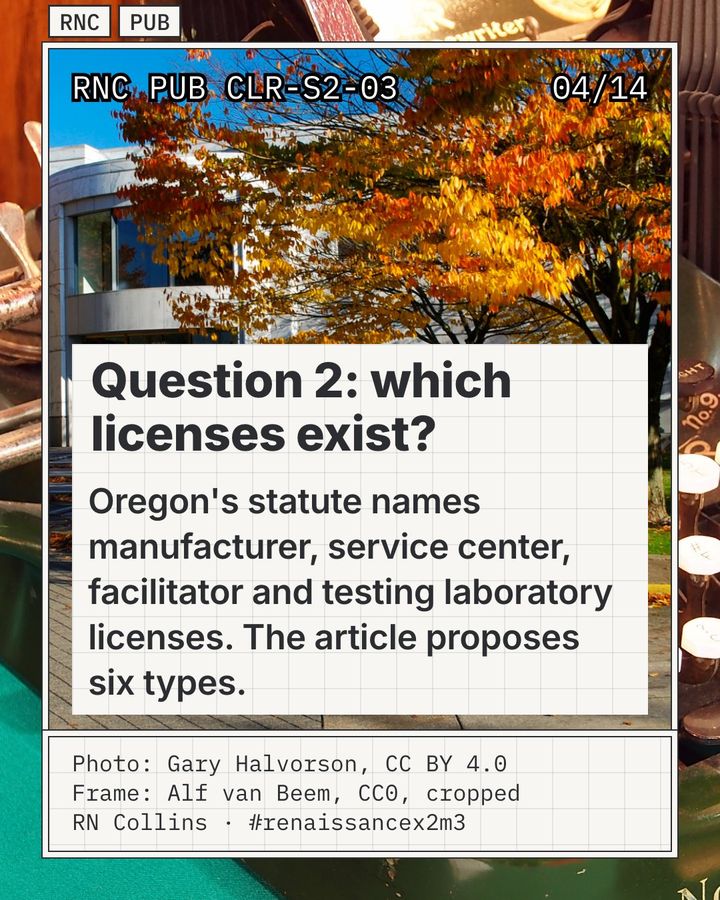 RNC PUB
RNC PUB CLR-S2-03 04/14
Question 2: which
licenses exist?
Oregon's statute names
manufacturer, service center,
facilitator and testing laboratory
licenses. The article proposes
six types.
Photo: Gary Halvorson, CC BY 4.0
Frame: Alf van Beem, CC0, cropped
RN Collins · #renaissancex2m3